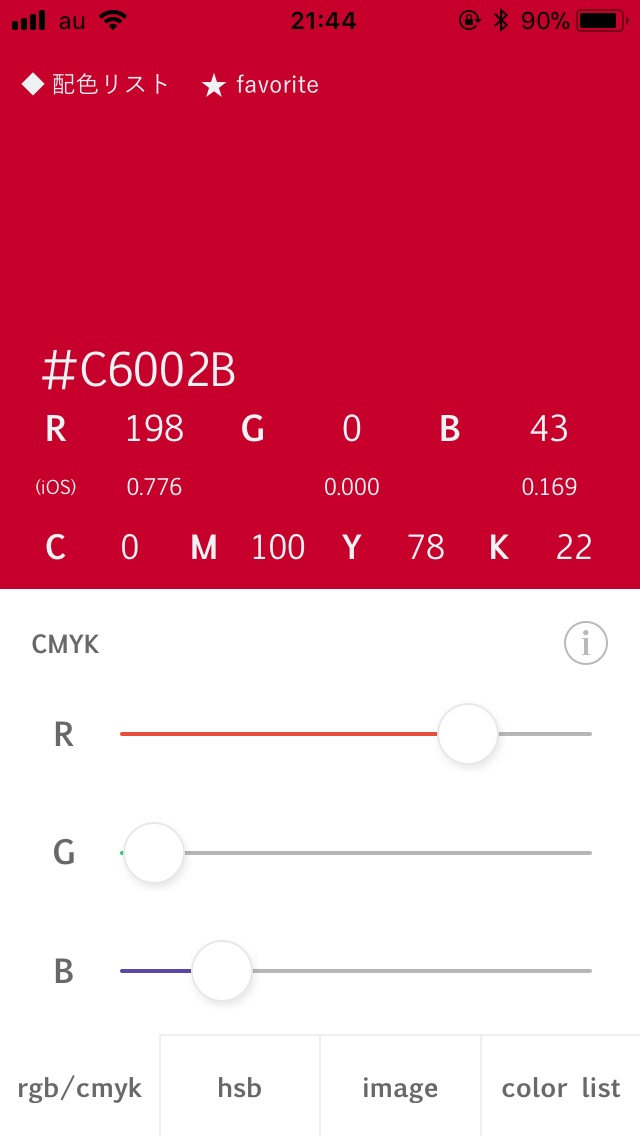 au 21:44 90%
◆ 配色リスト ★ favorite
#C6002B
R 198 G 0 B 43
(iOS) 0.776 0.000 0.169
C 0 M 100 Y 78 K 22
CMYK i
R
G
B
rgb/cmyk hsb image color list